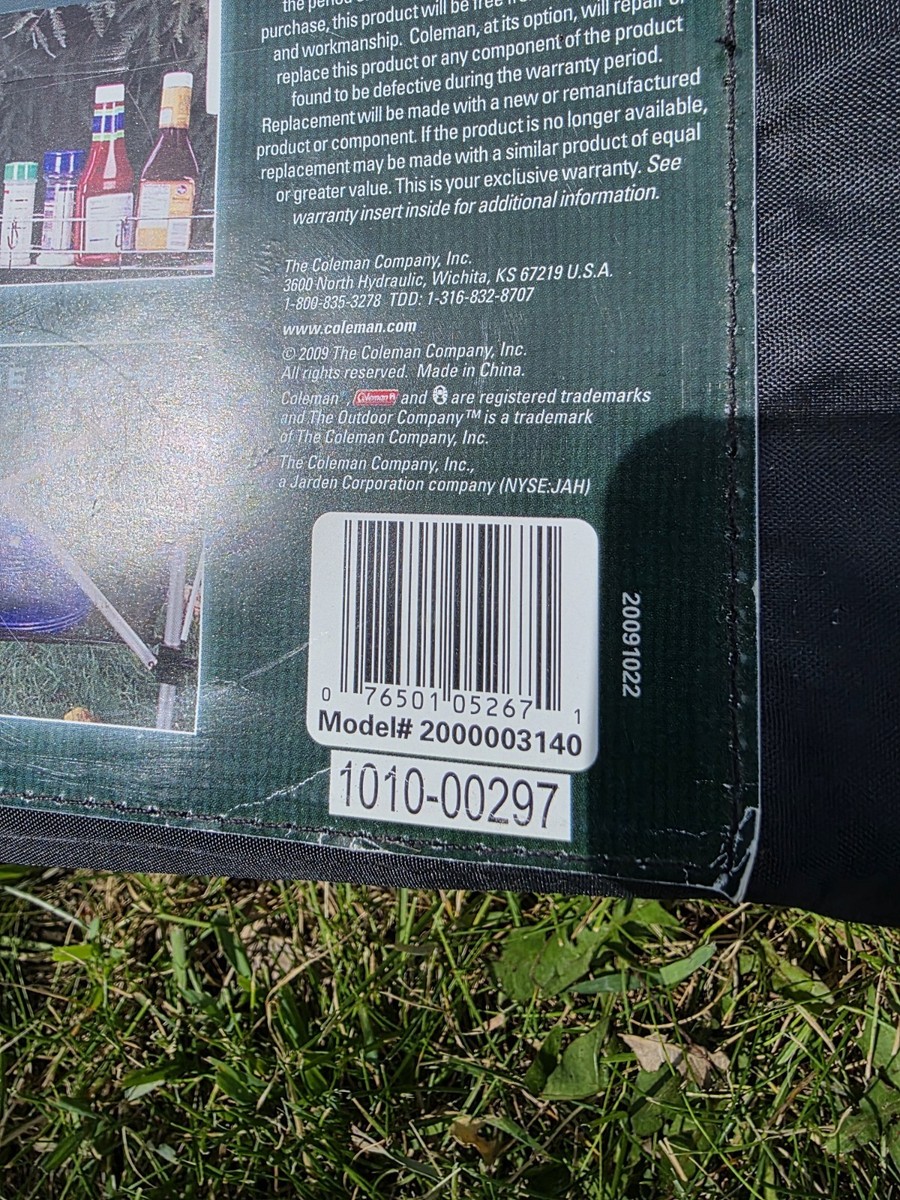 the period
purchase, this product will be free
and workmanship. Coleman, at its option, will repair or
replace this product or any component of the product
found to be defective during the warranty period.
Replacement will be made with a new or remanufactured
product or component. If the product is no longer available,
replacement may be made with a similar product of equal
or greater value. This is your exclusive warranty. See
warranty insert inside for additional information.
The Coleman Company, Inc.
3600 North Hydraulic, Wichita, KS 67219 U.S.A.
1-800-835-3278 TDD: 1-316-832-8707
www.coleman.com
© 2009 The Coleman Company, Inc.
All rights reserved. Made in China.
Coleman, Coleman and are registered trademarks
and The Outdoor Company™ is a trademark
of The Coleman Company, Inc.
The Coleman Company, Inc.,
a Jarden Corporation company (NYSE:JAH)
20091022
0 76501 05267 1
Model# 2000003140
1010-00297